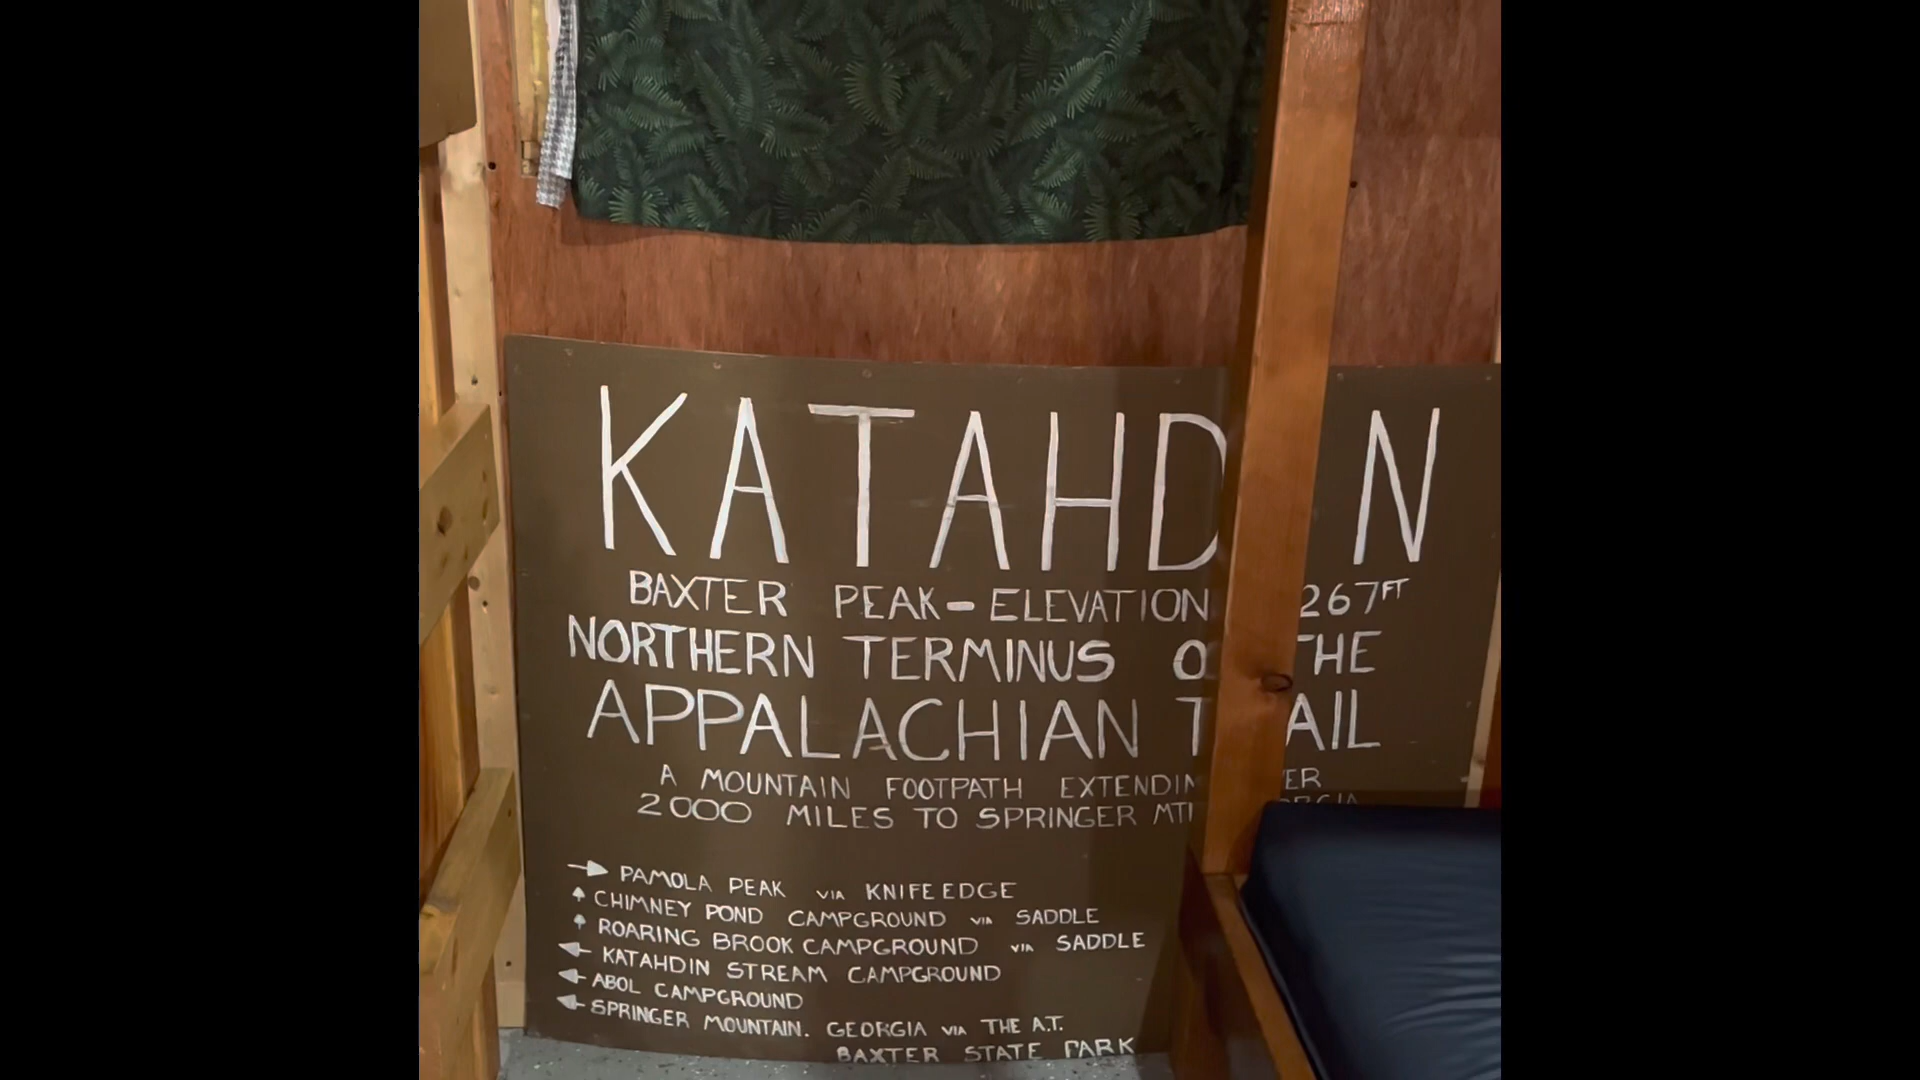 KATAHD N
BAXTER PEAK - ELEVATION 267FT
NORTHERN TERMINUS O THE
APPALACHIAN T AIL
A MOUNTAIN FOOTPATH EXTENDIN ER
2000 MILES TO SPRINGER MT
→ PAMOLA PEAK VIA KNIFE EDGE
↑ CHIMNEY POND CAMPGROUND VIA SADDLE
↑ ROARING BROOK CAMPGROUND VIA SADDLE
← KATAHDIN STREAM CAMPGROUND
← ABOL CAMPGROUND
← SPRINGER MOUNTAIN. GEORGIA VIA THE A.T.
BAXTER STATE PARK